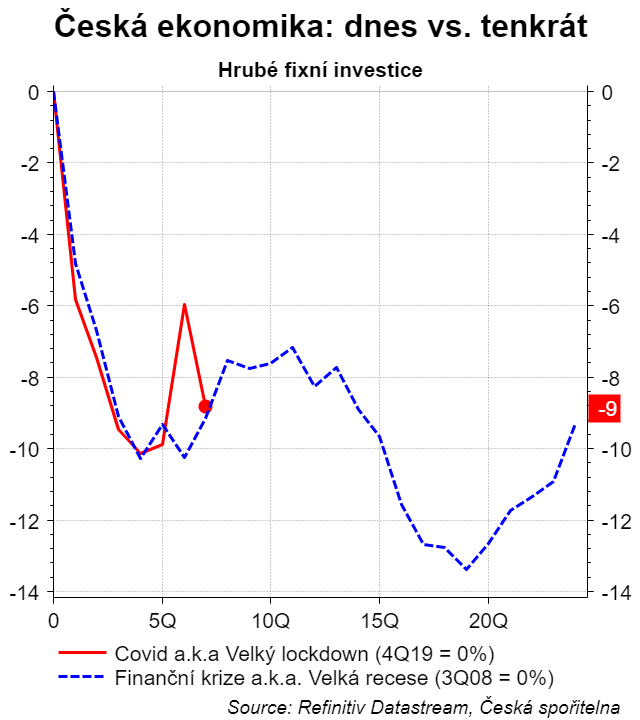 Česká ekonomika: dnes vs. tenkrát
Hrubé fixní investice
0 0
-2 -2
-4 -4
-6 -6
-8 -8
-9
-10 -10
-12 -12
-14 -14
0 5Q 10Q 15Q 20Q
Covid a.k.a Velký lockdown (4Q19 = 0%)
Finanční krize a.k.a. Velká recese (3Q08 = 0%)
Source: Refinitiv Datastream, Česká spořitelna